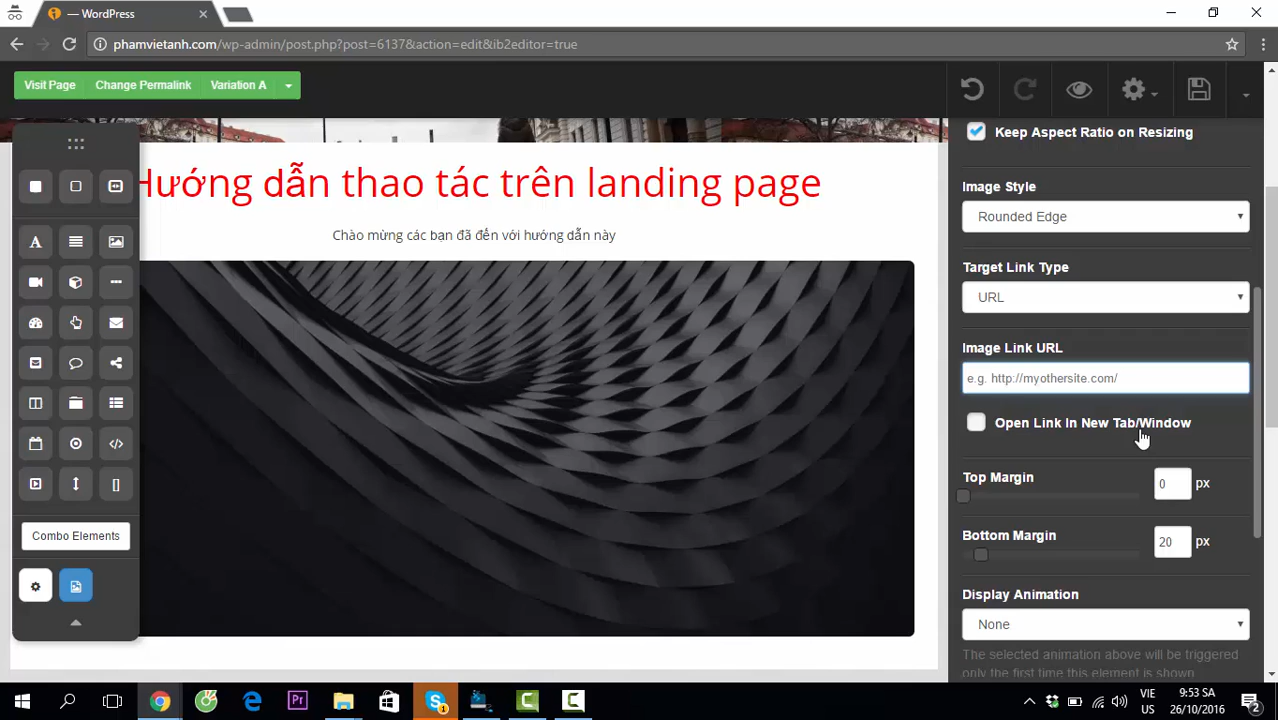 — WordPress
phamvietanh.com/wp-admin/post.php?post=6137&action=edit&ib2editor=true
Visit Page
Change Permalink
Variation A
Hướng dẫn thao tác trên landing page
Chào mừng các bạn đã đến với hướng dẫn này
Combo Elements
Keep Aspect Ratio on Resizing
Image Style
Rounded Edge
Target Link Type
URL
Image Link URL
e.g. http://myothersite.com/
Open Link In New Tab/Window
Top Margin
0 px
Bottom Margin
20 px
Display Animation
None
The selected animation above will be triggered
only the first time this element is shown
VIE
US
9:53 SA
26/10/2016
2